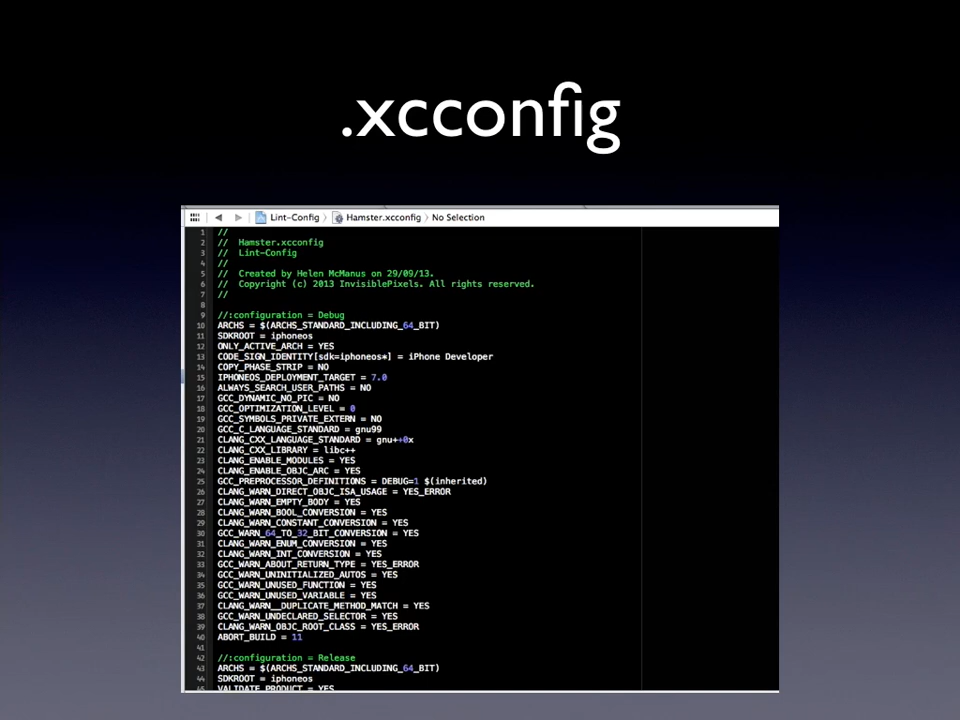 .xcconfig
Lint-Config Hamster.xcconfig No Selection
1 //
2 // Hamster.xcconfig
3 // Lint-Config
4 //
5 // Created by Helen McManus on 29/09/13.
6 // Copyright (c) 2013 InvisiblePixels. All rights reserved.
7 //
8
9 //:configuration = Debug
10 ARCHS = $(ARCHS_STANDARD_INCLUDING_64_BIT)
11 SDKROOT = iphoneos
12 ONLY_ACTIVE_ARCH = YES
13 CODE_SIGN_IDENTITY[sdk=iphoneos*] = iPhone Developer
14 COPY_PHASE_STRIP = NO
15 IPHONEOS_DEPLOYMENT_TARGET = 7.0
16 ALWAYS_SEARCH_USER_PATHS = NO
17 GCC_DYNAMIC_NO_PIC = NO
18 GCC_OPTIMIZATION_LEVEL = 0
19 GCC_SYMBOLS_PRIVATE_EXTERN = NO
20 GCC_C_LANGUAGE_STANDARD = gnu99
21 CLANG_CXX_LANGUAGE_STANDARD = gnu++0x
22 CLANG_CXX_LIBRARY = libc++
23 CLANG_ENABLE_MODULES = YES
24 CLANG_ENABLE_OBJC_ARC = YES
25 GCC_PREPROCESSOR_DEFINITIONS = DEBUG=1 $(inherited)
26 CLANG_WARN_DIRECT_OBJC_ISA_USAGE = YES_ERROR
27 CLANG_WARN_EMPTY_BODY = YES
28 CLANG_WARN_BOOL_CONVERSION = YES
29 CLANG_WARN_CONSTANT_CONVERSION = YES
30 GCC_WARN_64_TO_32_BIT_CONVERSION = YES
31 CLANG_WARN_ENUM_CONVERSION = YES
32 CLANG_WARN_INT_CONVERSION = YES
33 GCC_WARN_ABOUT_RETURN_TYPE = YES_ERROR
34 GCC_WARN_UNINITIALIZED_AUTOS = YES
35 GCC_WARN_UNUSED_FUNCTION = YES
36 GCC_WARN_UNUSED_VARIABLE = YES
37 CLANG_WARN__DUPLICATE_METHOD_MATCH = YES
38 GCC_WARN_UNDECLARED_SELECTOR = YES
39 CLANG_WARN_OBJC_ROOT_CLASS = YES_ERROR
40 ABORT_BUILD = 11
41
42 //:configuration = Release
43 ARCHS = $(ARCHS_STANDARD_INCLUDING_64_BIT)
44 SDKROOT = iphoneos
45 VALIDATE_PRODUCT = YES